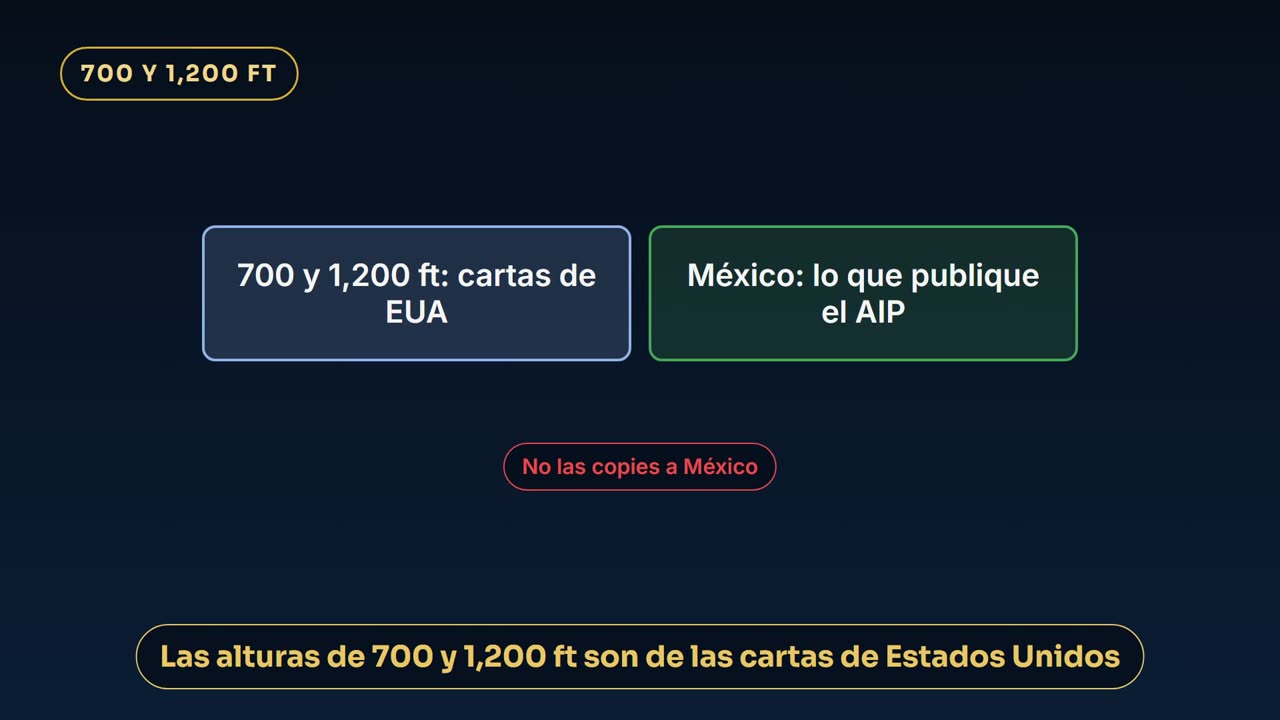 700 Y 1,200 FT
700 y 1,200 ft: cartas de
EUA
México: lo que publique
el AIP
No las copies a México
Las alturas de 700 y 1,200 ft son de las cartas de Estados Unidos